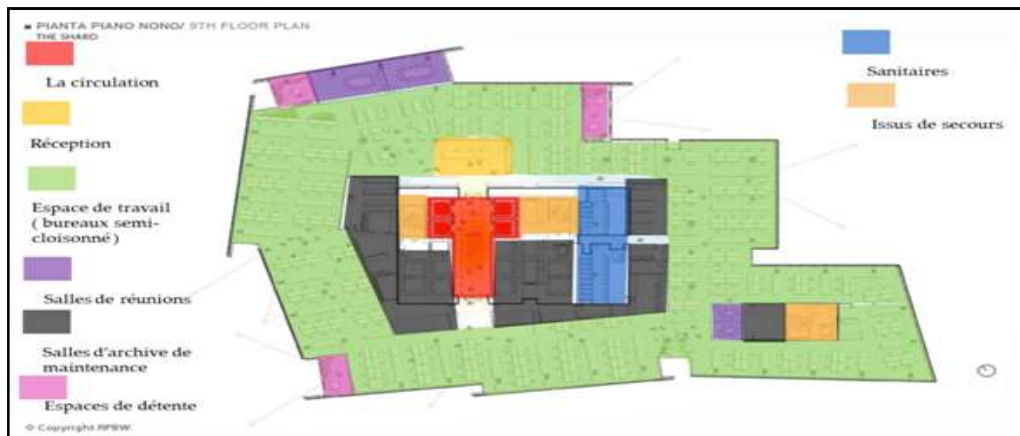 PIANTA PIANO NONO/ 9TH FLOOR PLAN
THE SHARD
La circulation
Réception
Espace de travail
( bureaux semi-
cloisonné )
Salles de réunions
Salles d'archive de
maintenance
Espaces de détente
© Copyright RPBW
Sanitaires
Issus de secours